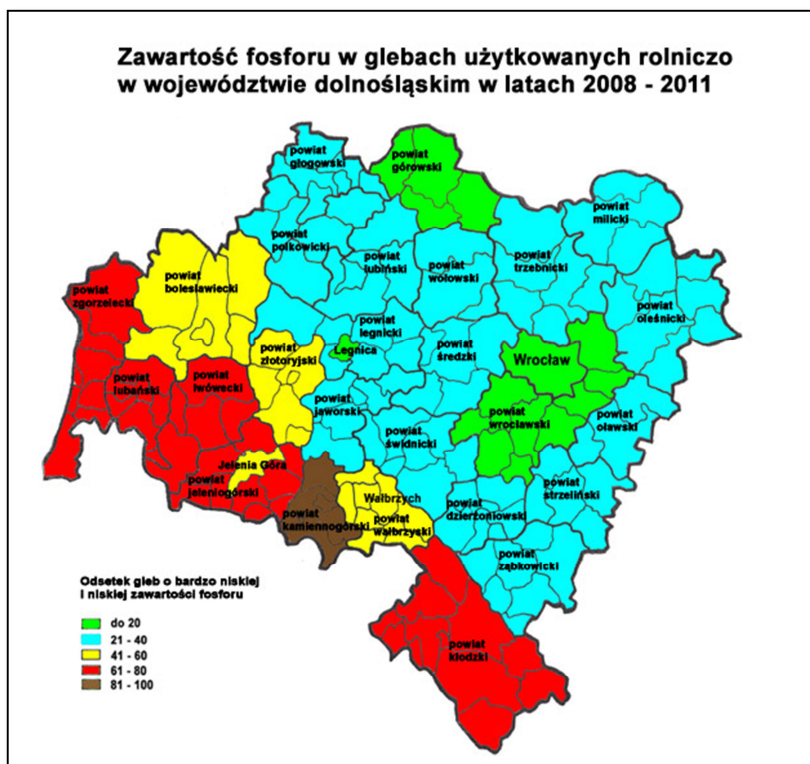 Zawartość fosforu w glebach użytkowanych rolniczo
w województwie dolnośląskim w latach 2008 - 2011
powiat
głogowski
powiat
górowski
powiat
milicki
powiat
polkowicki
powiat
lubiński
powiat
wołowski
powiat
trzebnicki
powiat
bolesławiecki
powiat
zgorzelecki
powiat
oleśnicki
powiat
legnicki
Legnica
powiat
złotoryjski
powiat
średzki
Wrocław
powiat
lubański
powiat
lwówecki
powiat
jaworski
powiat
wrocławski
powiat
oławski
powiat
świdnicki
Jelenia Góra
powiat
jeleniogórski
Wałbrzych
powiat
strzeliński
powiat
kamiennogórski
powiat
wałbrzyski
powiat
dzierżoniowski
powiat
ząbkowicki
powiat
kłodzki
Odsetek gleb o bardzo niskiej
i niskiej zawartości fosforu
do 20
21 - 40
41 - 60
61 - 80
81 - 100